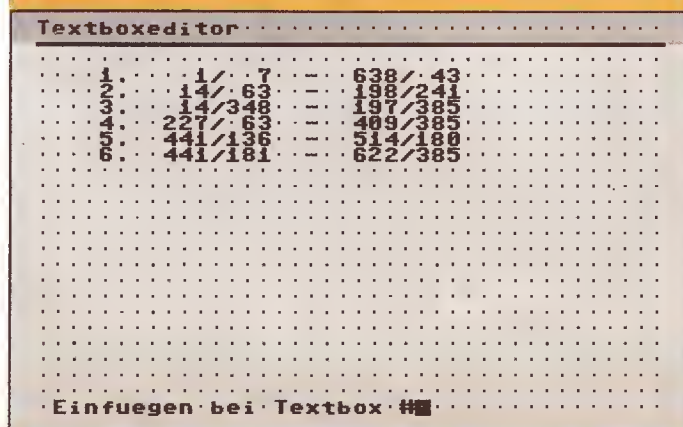 Textboxeditor
1. 1/ 7 - 638/ 43
2. 14/ 63 - 198/241
3. 14/348 - 197/385
4. 227/ 63 - 409/385
5. 441/136 - 514/180
6. 441/181 - 622/385
Einfuegen bei Textbox #